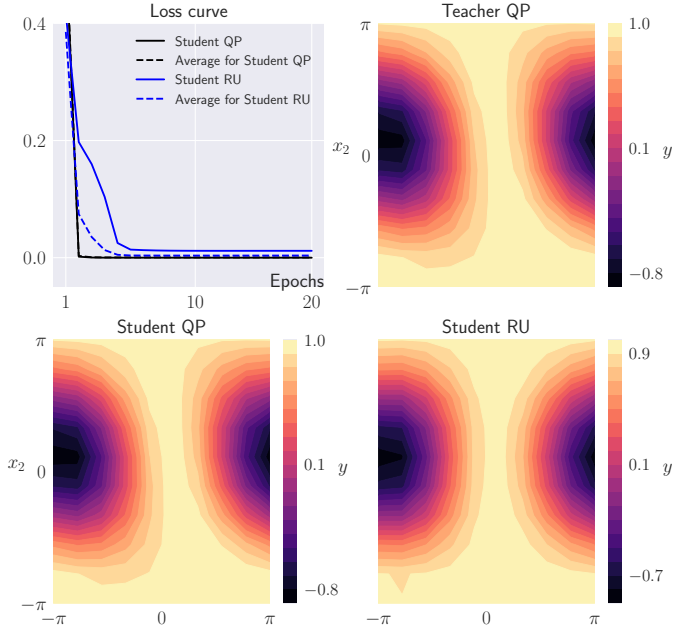 Loss curve
0.4
0.2
0.0
Student QP
Average for Student QP
Student RU
Average for Student RU
Epochs
1
10
20
Teacher QP
π
x2
0
−π
1.0
0.1
y
−0.8
Student QP
π
x2
0
−π
−π
0
π
1.0
0.1
y
−0.8
Student RU
−π
0
π
0.9
0.1
y
−0.7